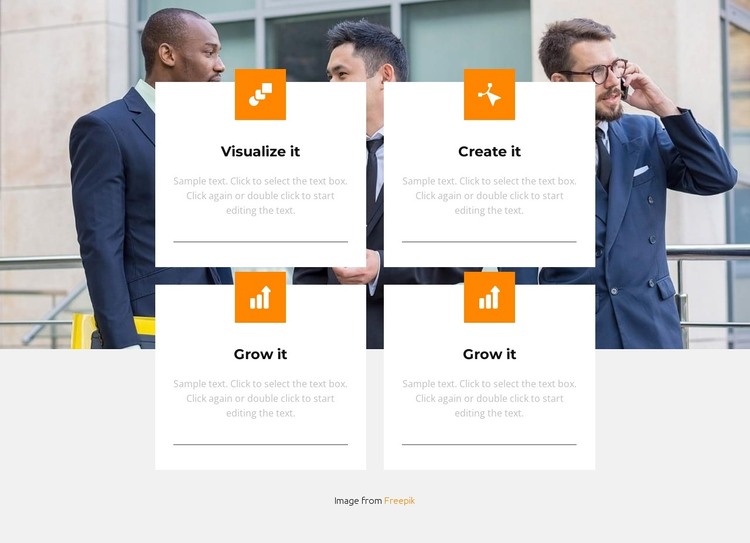 Visualize it
Sample text. Click to select the text box.
Click again or double click to start
editing the text.
Create it
Sample text. Click to select the text box.
Click again or double click to start
editing the text.
Grow it
Sample text. Click to select the text box.
Click again or double click to start
editing the text.
Grow it
Sample text. Click to select the text box.
Click again or double click to start
editing the text.
Image from Freepik